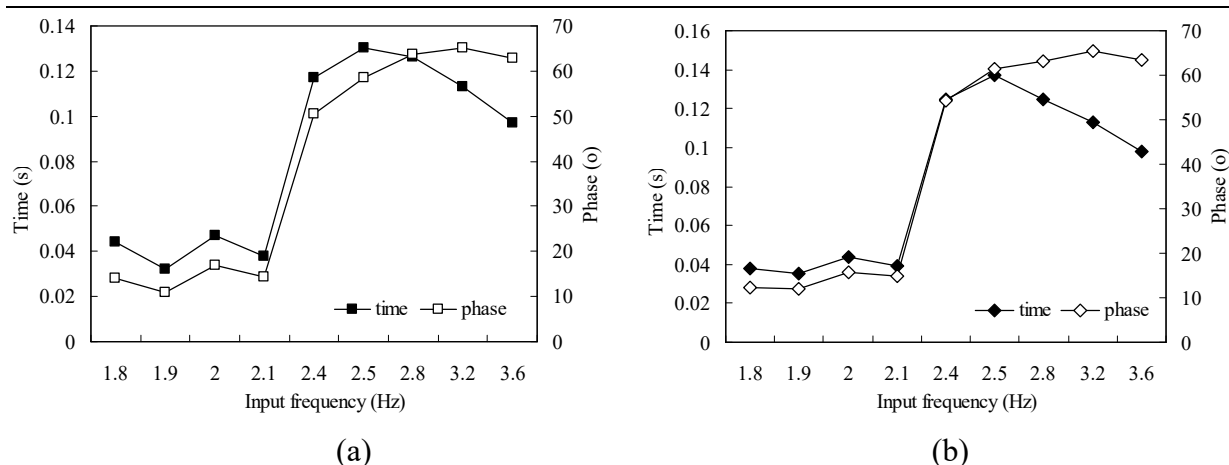 0.14
0.12
0.1
0.08
0.06
0.04
0.02
0
Time (s)
70
60
50
40
30
20
10
0
Phase (o)
time
phase
1.8 1.9 2 2.1 2.4 2.5 2.8 3.2 3.6
Input frequency (Hz)
(a)
0.16
0.14
0.12
0.1
0.08
0.06
0.04
0.02
0
Time (s)
70
60
50
40
30
20
10
0
Phase (o)
time
phase
1.8 1.9 2 2.1 2.4 2.5 2.8 3.2 3.6
Input frequency (Hz)
(b)